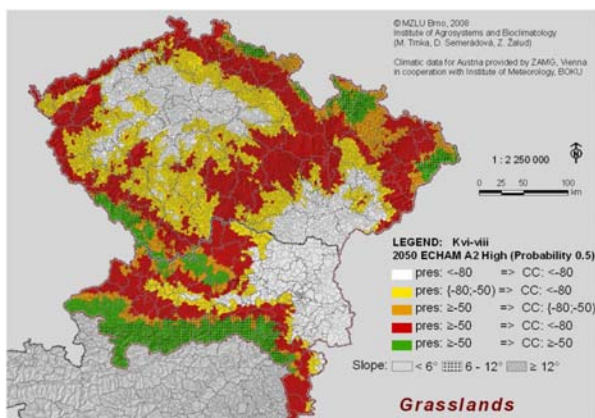 © MZLU Brno, 2008
Institute of Agrosystems and Bioclimatology
(M. Trnka, D. Semerádová, Z. Žalud)
Climatic data for Austria provided by ZAMG, Vienna
in cooperation with Institute of Meteorology, BOKU
1 : 2 250 000
0 25 50 100
km
LEGEND: Kvi-viii
2050 ECHAM A2 High (Probability 0.5)
pres: <-80 => CC: <-80
pres: {-80;-50) => CC: <-80
pres: ≥-50 => CC: {-80;-50)
pres: ≥-50 => CC: <-80
pres: ≥-50 => CC: ≥-50
Slope: < 6° 6 - 12° ≥ 12°
Grasslands